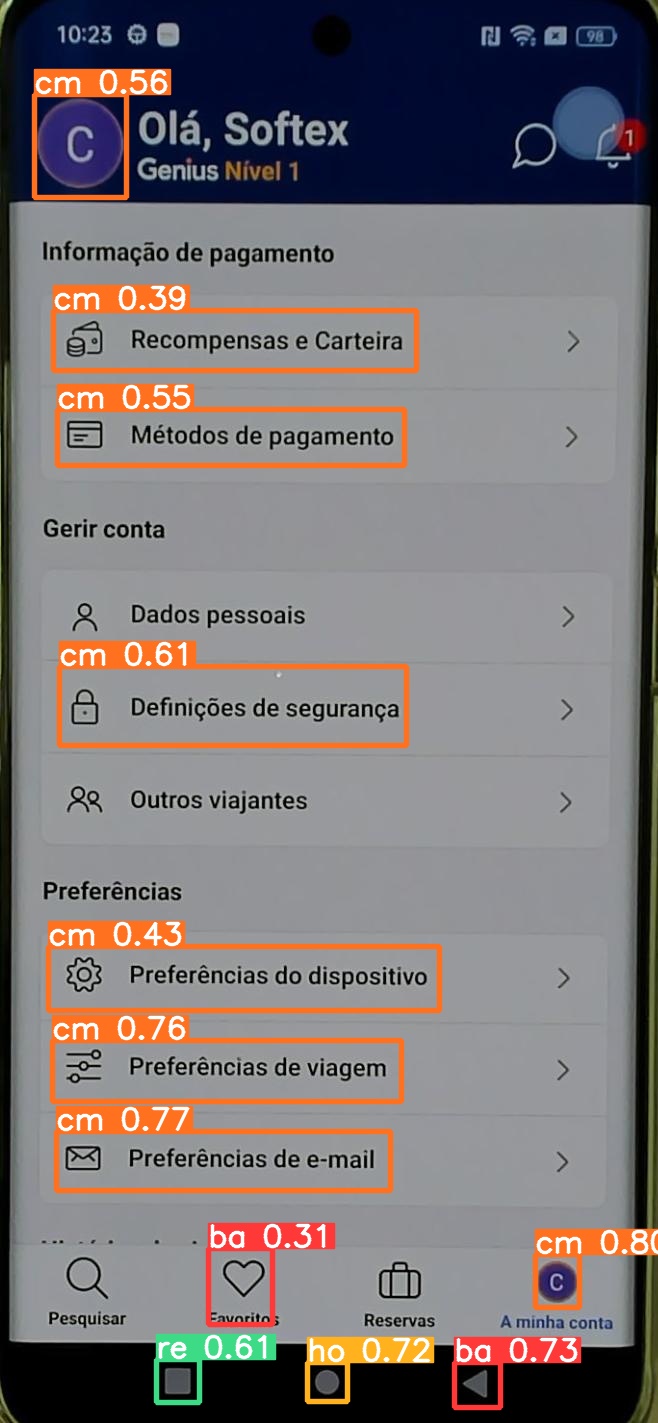 10:23
98
cm 0.56
C
Olá, Softex
Genius Nível 1
1
Informação de pagamento
cm 0.39
Recompensas e Carteira
cm 0.55
Métodos de pagamento
Gerir conta
Dados pessoais
cm 0.61
Definições de segurança
Outros viajantes
Preferências
cm 0.43
Preferências do dispositivo
cm 0.76
Preferências de viagem
cm 0.77
Preferências de e-mail
ba 0.31
cm 0.80
C
Pesquisar
Favoritos
Reservas
A minha conta
re 0.61
ho 0.72
ba 0.73